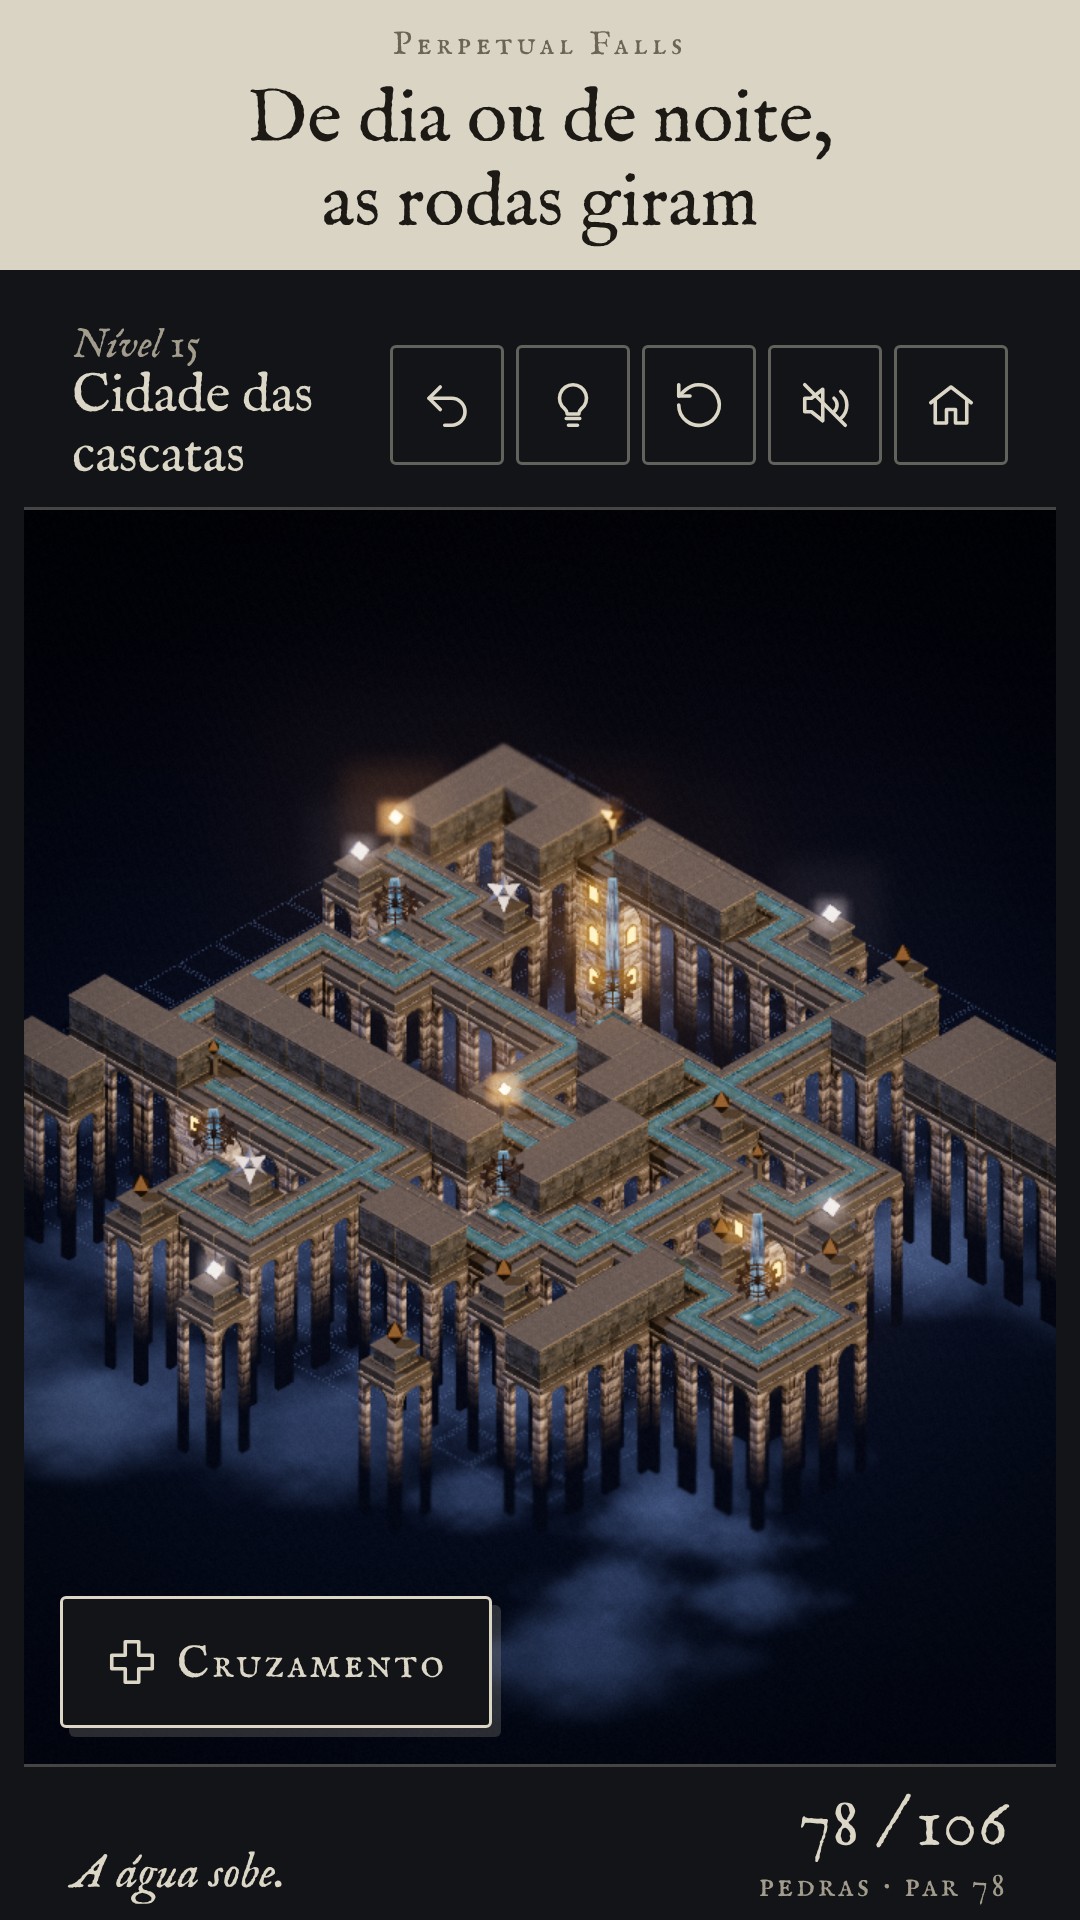 Perpetual Falls
De dia ou de noite,
as rodas giram
Nível 15
Cidade das
cascatas
Cruzamento
78 / 106
A água sobe.
pedras · par 78